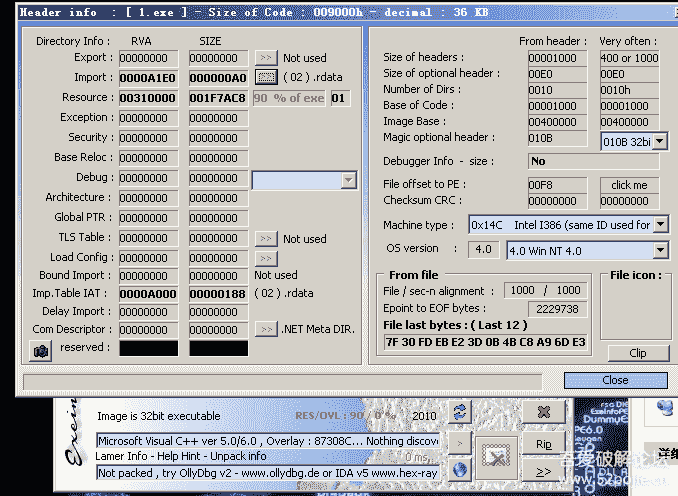 Header info : [ 1.exe ] - Size of Code : 009000h - decimal : 36 KB
Directory Info : RVA SIZE
Export : 00000000 00000000 >> Not used
Import : 0000A1E0 000000A0 ( 02 ) .rdata
Resource : 00310000 001F7AC8 90 % of exe 01
Exception : 00000000 00000000
Security : 00000000 00000000
Base Reloc : 00000000 00000000
Debug : 00000000 00000000
Architecture : 00000000 00000000
Global PTR : 00000000 00000000
TLS Table : 00000000 00000000 >> Not used
Load Config : 00000000 00000000 >>
Bound Import : 00000000 00000000 Not used
Imp.Table IAT : 0000A000 00000188 ( 02 ) .rdata
Delay Import : 00000000 00000000
Com Descriptor : 00000000 00000000 >> .NET Meta DIR.
reserved :
From header : Very often :
Size of headers : 00001000 400 or 1000
Size of optional header : 00E0 00E0
Number of Dirs : 0010 0010h
Base of Code : 00001000 00001000
Image Base : 00400000 00400000
Magic optional header : 010B 010B 32bi
Debugger Info - size : No
File offset to PE : 00F8 click me
Checksum CRC : 00000000 00000000
Machine type : 0x14C Intel I386 (same ID used for
OS version : 4.0 4.0 Win NT 4.0
From file
File / sec-n alignment : 1000 / 1000
Epoint to EOF bytes : 2229738
File last bytes : ( Last 12 )
7F 30 FD EB E2 3D 0B 4B C8 A9 6D E3
File icon :
Clip
Close
Exein
Image is 32bit executable RES/OVL : 90 / 0 % 2010
Microsoft Visual C++ ver 5.0/6.0 , Overlay : 87308C... Nothing discov
Lamer Info - Help Hint - Unpack info 0 ms.
Not packed , try OllyDbg v2 - www.ollydbg.de or IDA v5 www.hex-ray
> Rip
>>
吾爱破解论坛
www.52pojie.cn